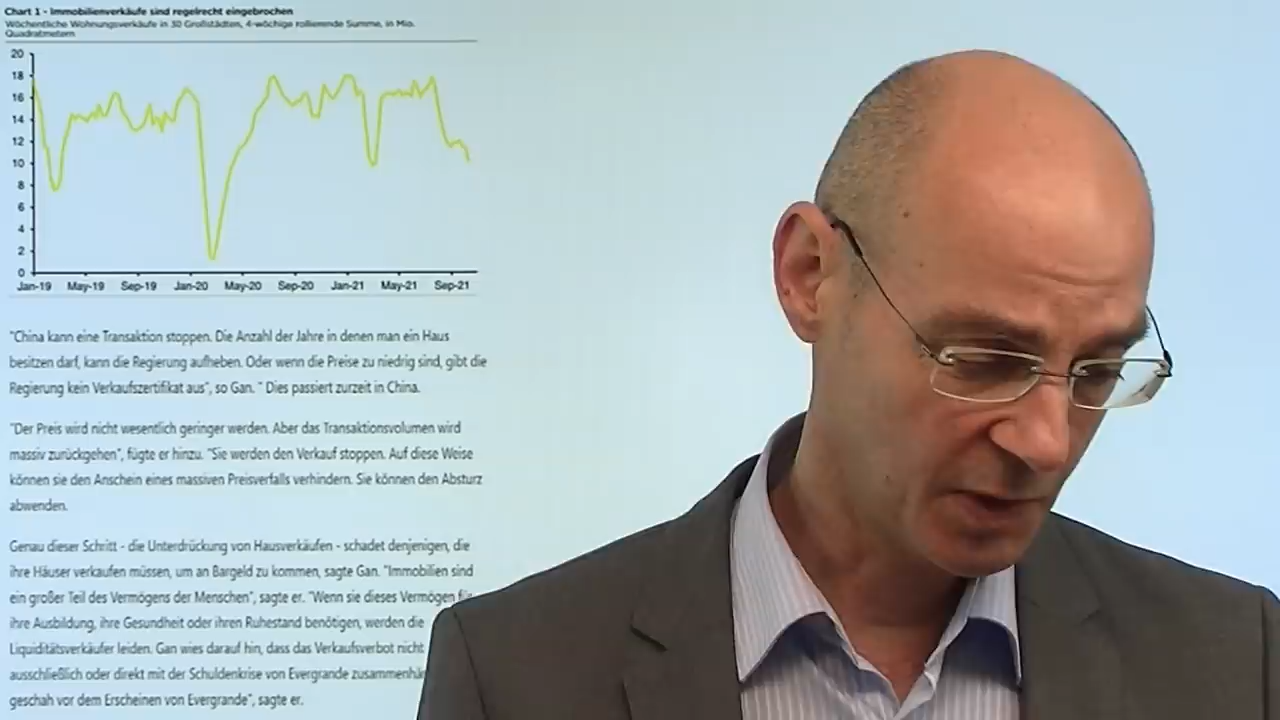 Chart 1 - Immobilienverkäufe sind regelrecht eingebrochen
Wöchentliche Wohnungsverkäufe in 30 Großstädten, 4-wöchige rollierende Summe, in Mio.
Quadratmetern
20
18
16
14
12
10
8
6
4
2
0
Jan-19 May-19 Sep-19 Jan-20 May-20 Sep-20 Jan-21 May-21 Sep-21
"China kann eine Transaktion stoppen. Die Anzahl der Jahre in denen man ein Haus
besitzen darf, kann die Regierung aufheben. Oder wenn die Preise zu niedrig sind, gibt die
Regierung kein Verkaufszertifikat aus", so Gan. " Dies passiert zurzeit in China.
"Der Preis wird nicht wesentlich geringer werden. Aber das Transaktionsvolumen wird
massiv zurückgehen", fügte er hinzu. "Sie werden den Verkauf stoppen. Auf diese Weise
können sie den Anschein eines massiven Preisverfalls verhindern. Sie können den Absturz
abwenden.
Genau dieser Schritt - die Unterdrückung von Hausverkäufen - schadet denjenigen, die
ihre Häuser verkaufen müssen, um an Bargeld zu kommen, sagte Gan. "Immobilien sind
ein großer Teil des Vermögens der Menschen", sagte er. "Wenn sie dieses Vermögen
ihre Ausbildung, ihre Gesundheit oder ihren Ruhestand benötigen, werden die
Liquiditätsverkäufer leiden. Gan wies darauf hin, dass das Verkaufsverbot nicht
ausschließlich oder direkt mit der Schuldenkrise von Evergrande
geschah vor dem Erscheinen von Evergrande", sagte er.